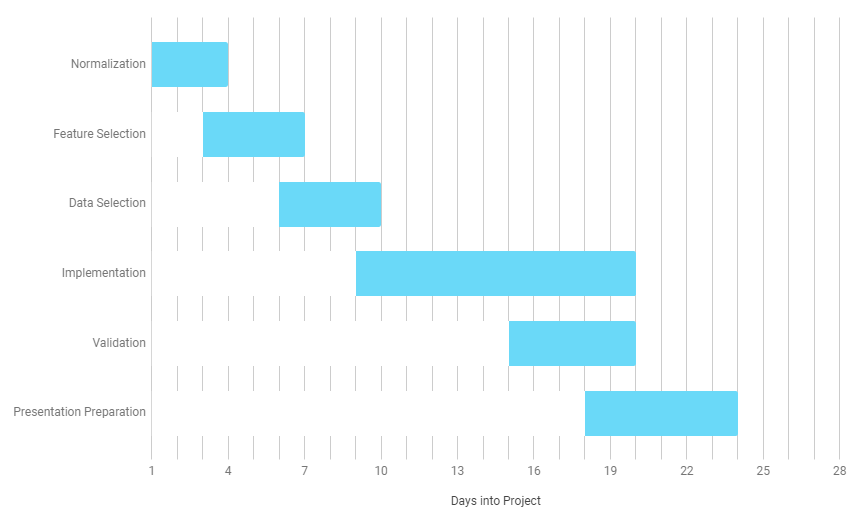 Normalization
Feature Selection
Data Selection
Implementation
Validation
Presentation Preparation
1 4 7 10 13 16 19 22 25 28
Days into Project